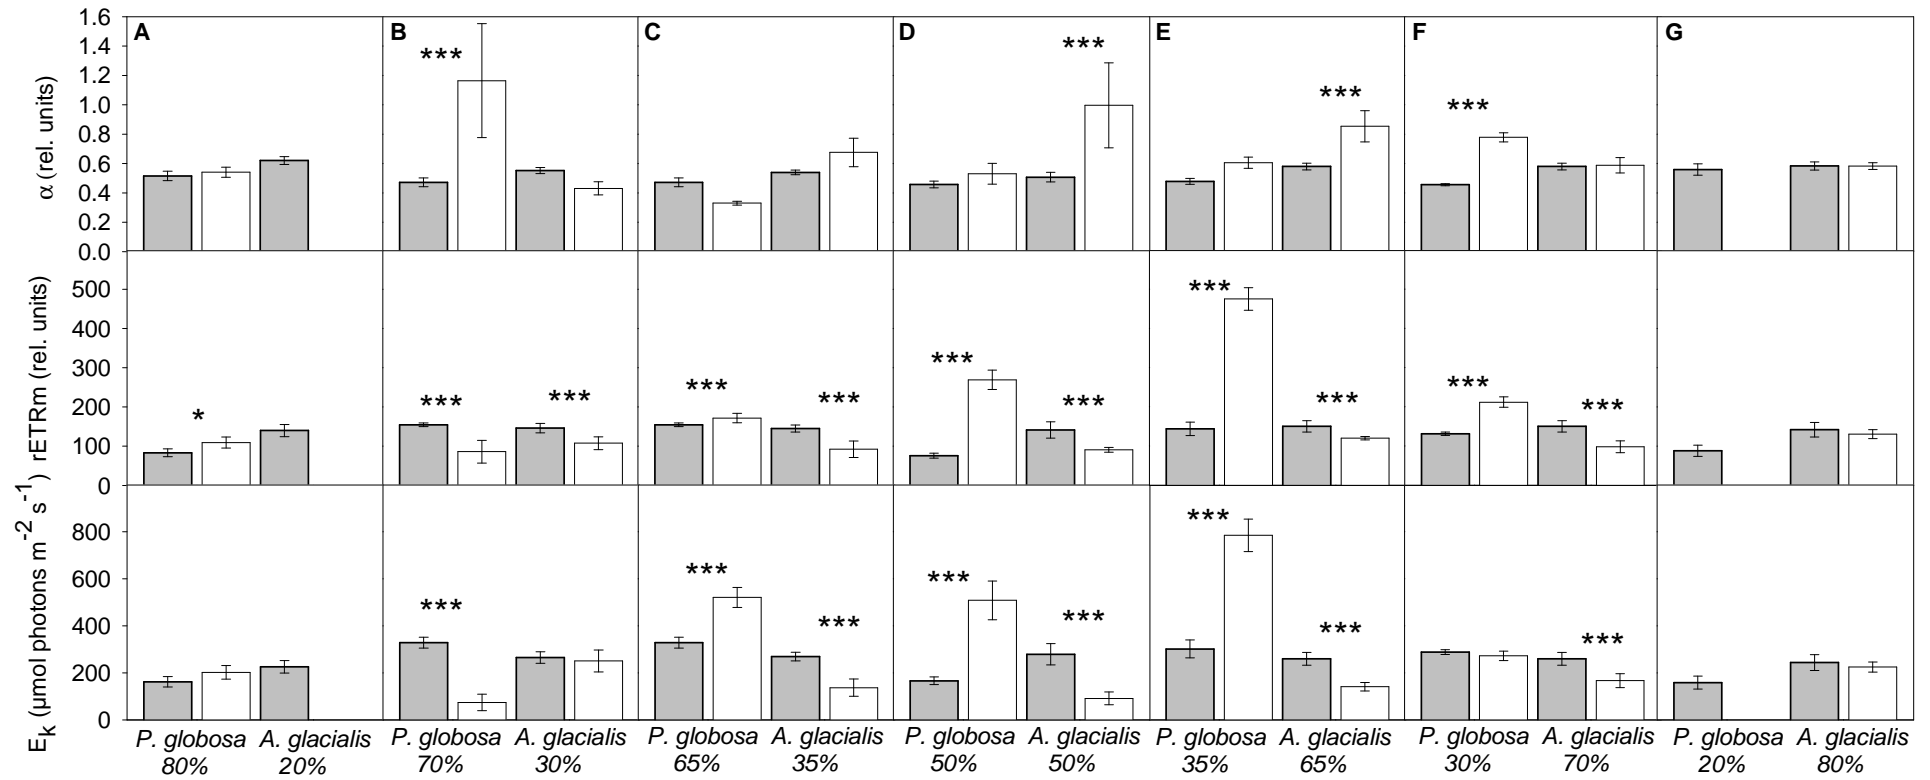 A B C D E F G
α (rel. units)
1.6
1.4
1.2
1.0
0.8
0.6
0.4
0.2
0.0
*** *** *** ***
rETRm (rel. units)
500
400
300
200
100
0
* *** *** *** *** *** *** *** *** *** ***
Ek (µmol photons m-2 s-1)
800
600
400
200
0
*** *** *** *** *** *** *** ***
P. globosa A. glacialis P. globosa A. glacialis P. globosa A. glacialis P. globosa A. glacialis P. globosa A. glacialis P. globosa A. glacialis P. globosa A. glacialis
80% 20% 70% 30% 65% 35% 50% 50% 35% 65% 30% 70% 20% 80%